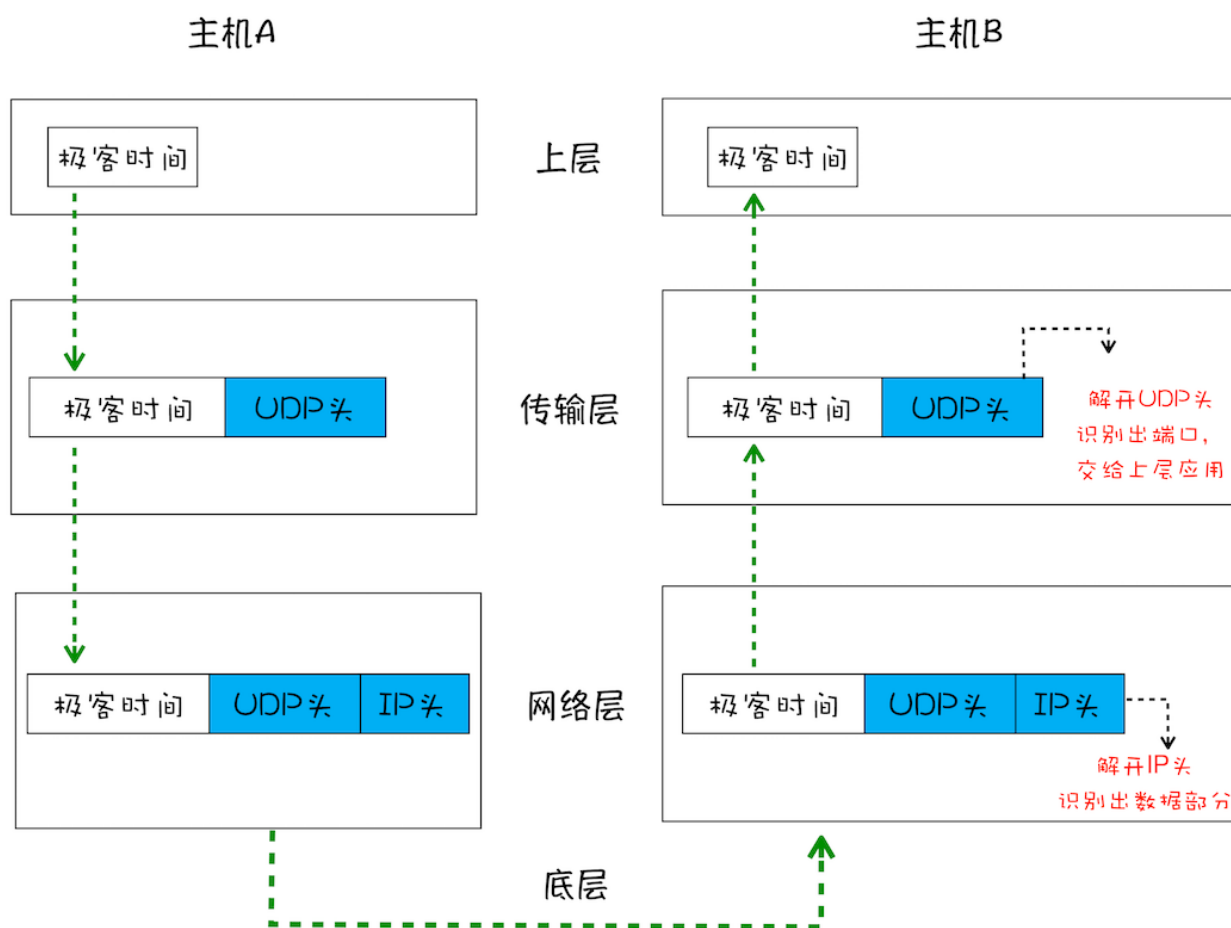 主机A
主机B
极客时间
上层
极客时间
极客时间
UDP头
传输层
极客时间
UDP头
解开UDP头
识别出端口,
交给上层应用
极客时间
UDP头
IP头
网络层
极客时间
UDP头
IP头
解开IP头
识别出数据部分
底层